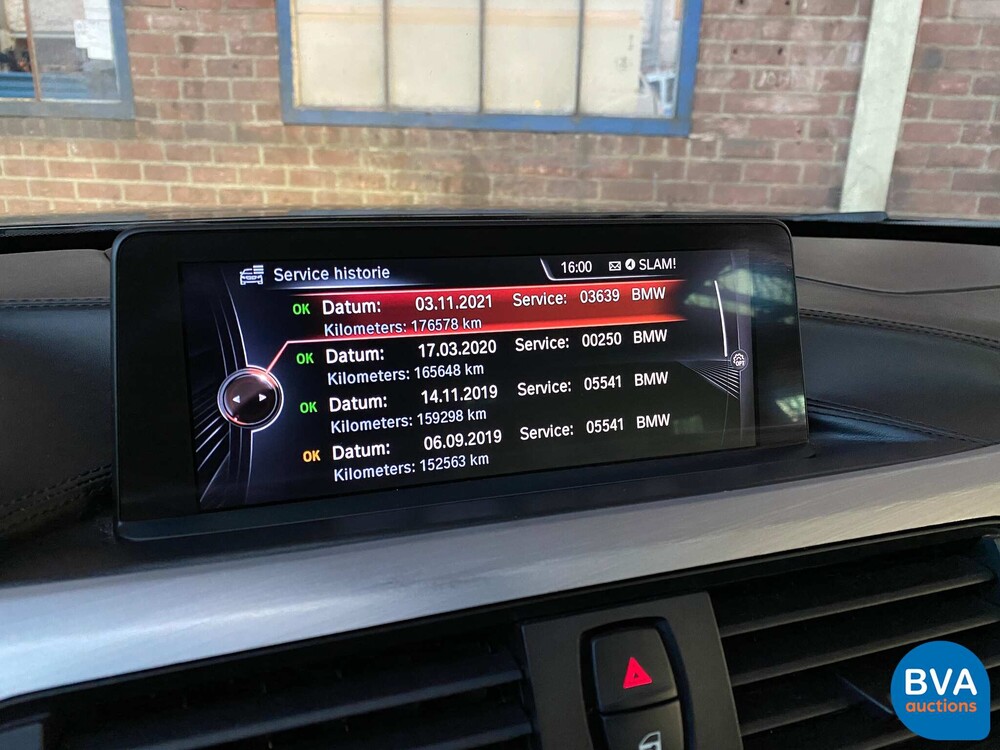 Service historie
16:00 SLAM!
OK Datum: 03.11.2021 Service: 03639 BMW
Kilometers: 176578 km
OK Datum: 17.03.2020 Service: 00250 BMW
Kilometers: 165648 km
OK Datum: 14.11.2019 Service: 05541 BMW
Kilometers: 159298 km
OK Datum: 06.09.2019 Service: 05541 BMW
Kilometers: 152563 km
BVA
auctions